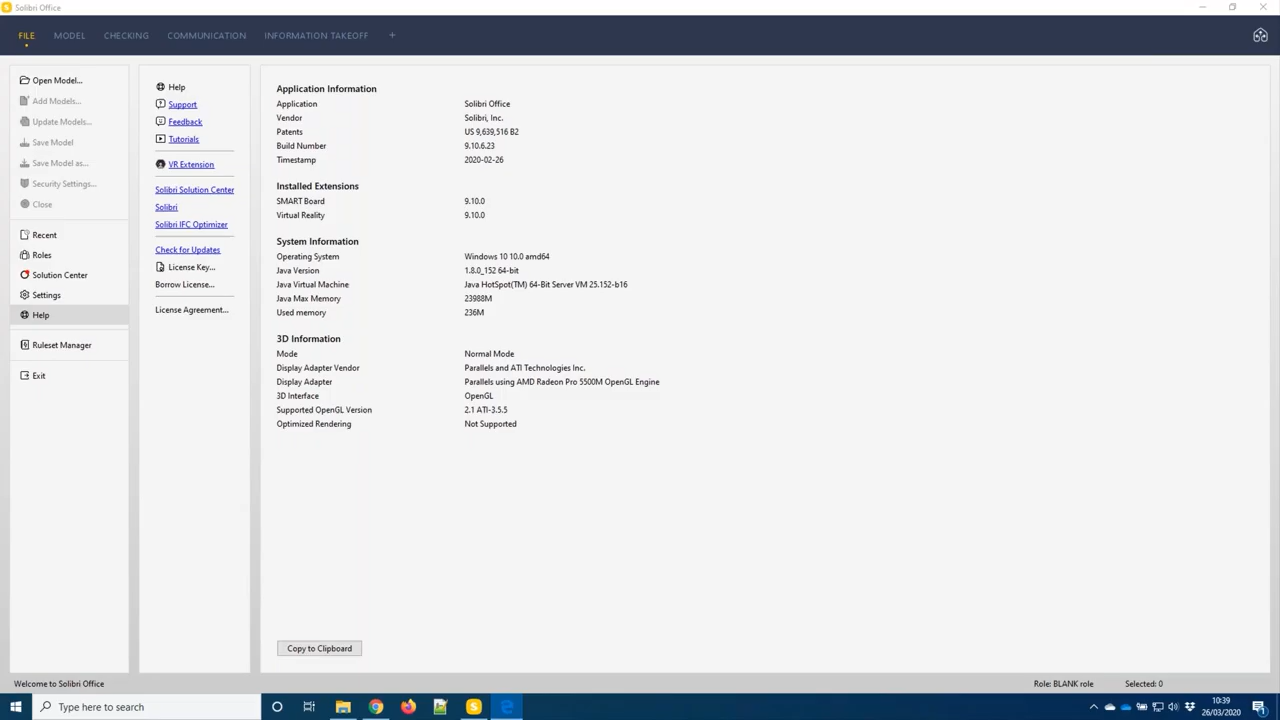 Solibri Office
FILE MODEL CHECKING COMMUNICATION INFORMATION TAKEOFF +
Open Model...
Add Models...
Update Models...
Save Model
Save Model as...
Security Settings...
Close
Recent
Roles
Solution Center
Settings
Help
Ruleset Manager
Exit
Help
Support
Feedback
Tutorials
VR Extension
Solibri Solution Center
Solibri
Solibri IFC Optimizer
Check for Updates
License Key...
Borrow License...
License Agreement...
Application Information
Application Solibri Office
Vendor Solibri, Inc.
Patents US 9,639,516 B2
Build Number 9.10.6.23
Timestamp 2020-02-26
Installed Extensions
SMART Board 9.10.0
Virtual Reality 9.10.0
System Information
Operating System Windows 10 10.0 amd64
Java Version 1.8.0_152 64-bit
Java Virtual Machine Java HotSpot(TM) 64-Bit Server VM 25.152-b16
Java Max Memory 23988M
Used memory 236M
3D Information
Mode Normal Mode
Display Adapter Vendor Parallels and ATI Technologies Inc.
Display Adapter Parallels using AMD Radeon Pro 5500M OpenGL Engine
3D Interface OpenGL
Supported OpenGL Version 2.1 ATI-3.5.5
Optimized Rendering Not Supported
Copy to Clipboard
Welcome to Solibri Office
Role: BLANK role Selected: 0
Type here to search
10:39
26/03/2020
1